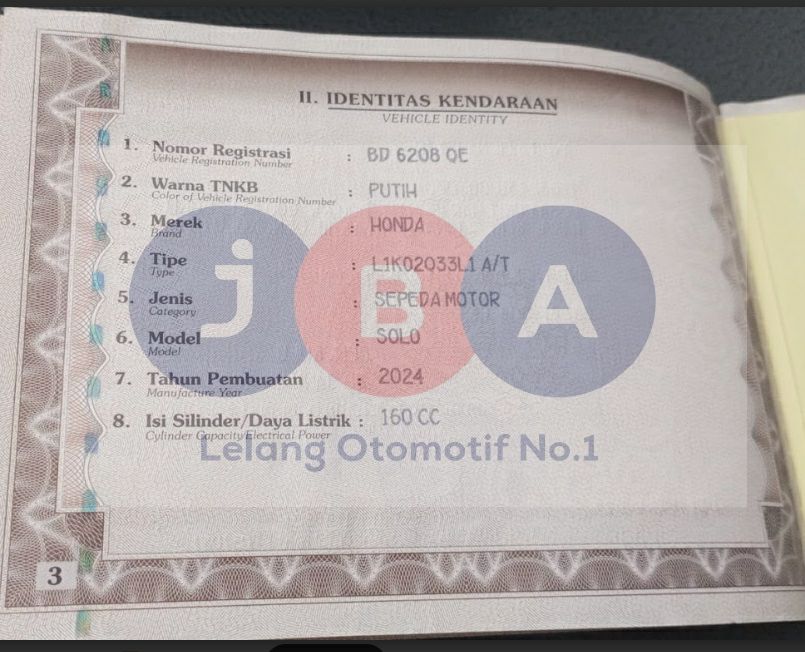 II. IDENTITAS KENDARAAN
VEHICLE IDENTITY
1. Nomor Registrasi : BD 6208 QE
Vehicle Registration Number
2. Warna TNKB : PUTIH
Color of Vehicle Registration Number
3. Merek : HONDA
Brand
4. Tipe : L1K02Q33L1 A/T
Type
5. Jenis : SEPEDA MOTOR
Category
6. Model : SOLO
Model
7. Tahun Pembuatan : 2024
Manufacture Year
8. Isi Silinder/Daya Listrik : 160 CC
Cylinder Capacity/Electrical Power
JBA
Lelang Otomotif No.1
3